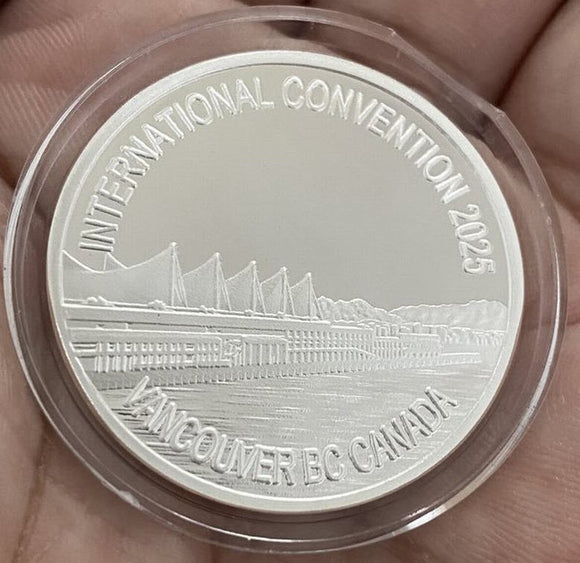 INTERNATIONAL CONVENTION 2025
VANCOUVER BC CANADA